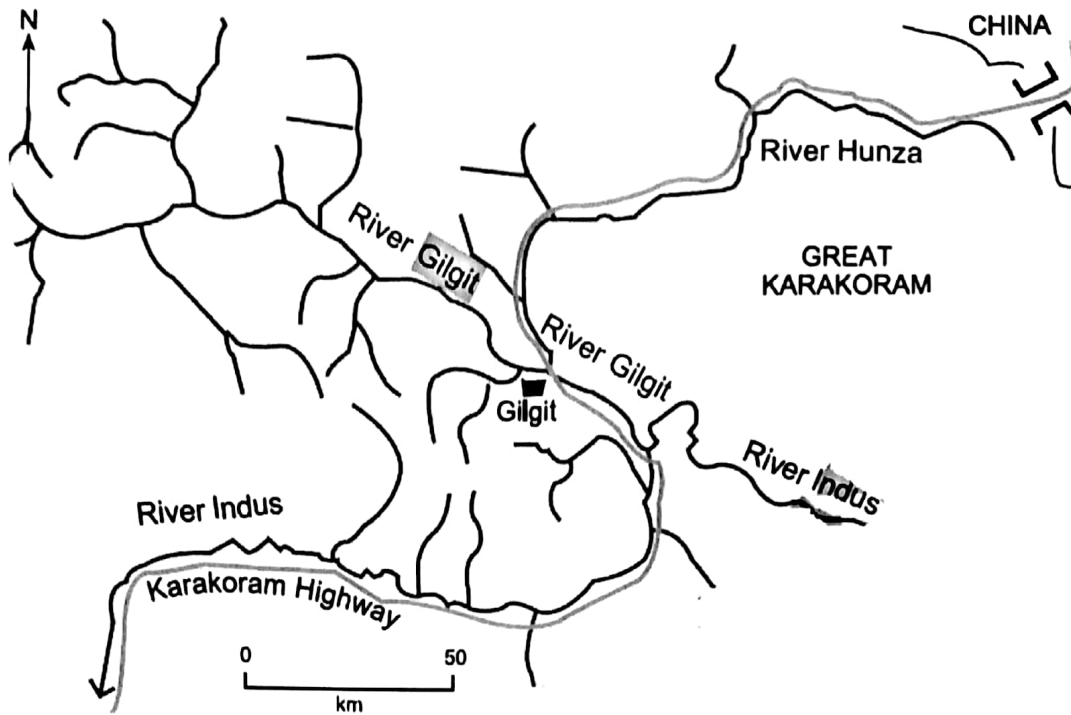 N
CHINA
River Hunza
River Gilgit
GREAT
KARAKORAM
River Gilgit
Gilgit
River Indus
River Indus
Karakoram Highway
0 50
km